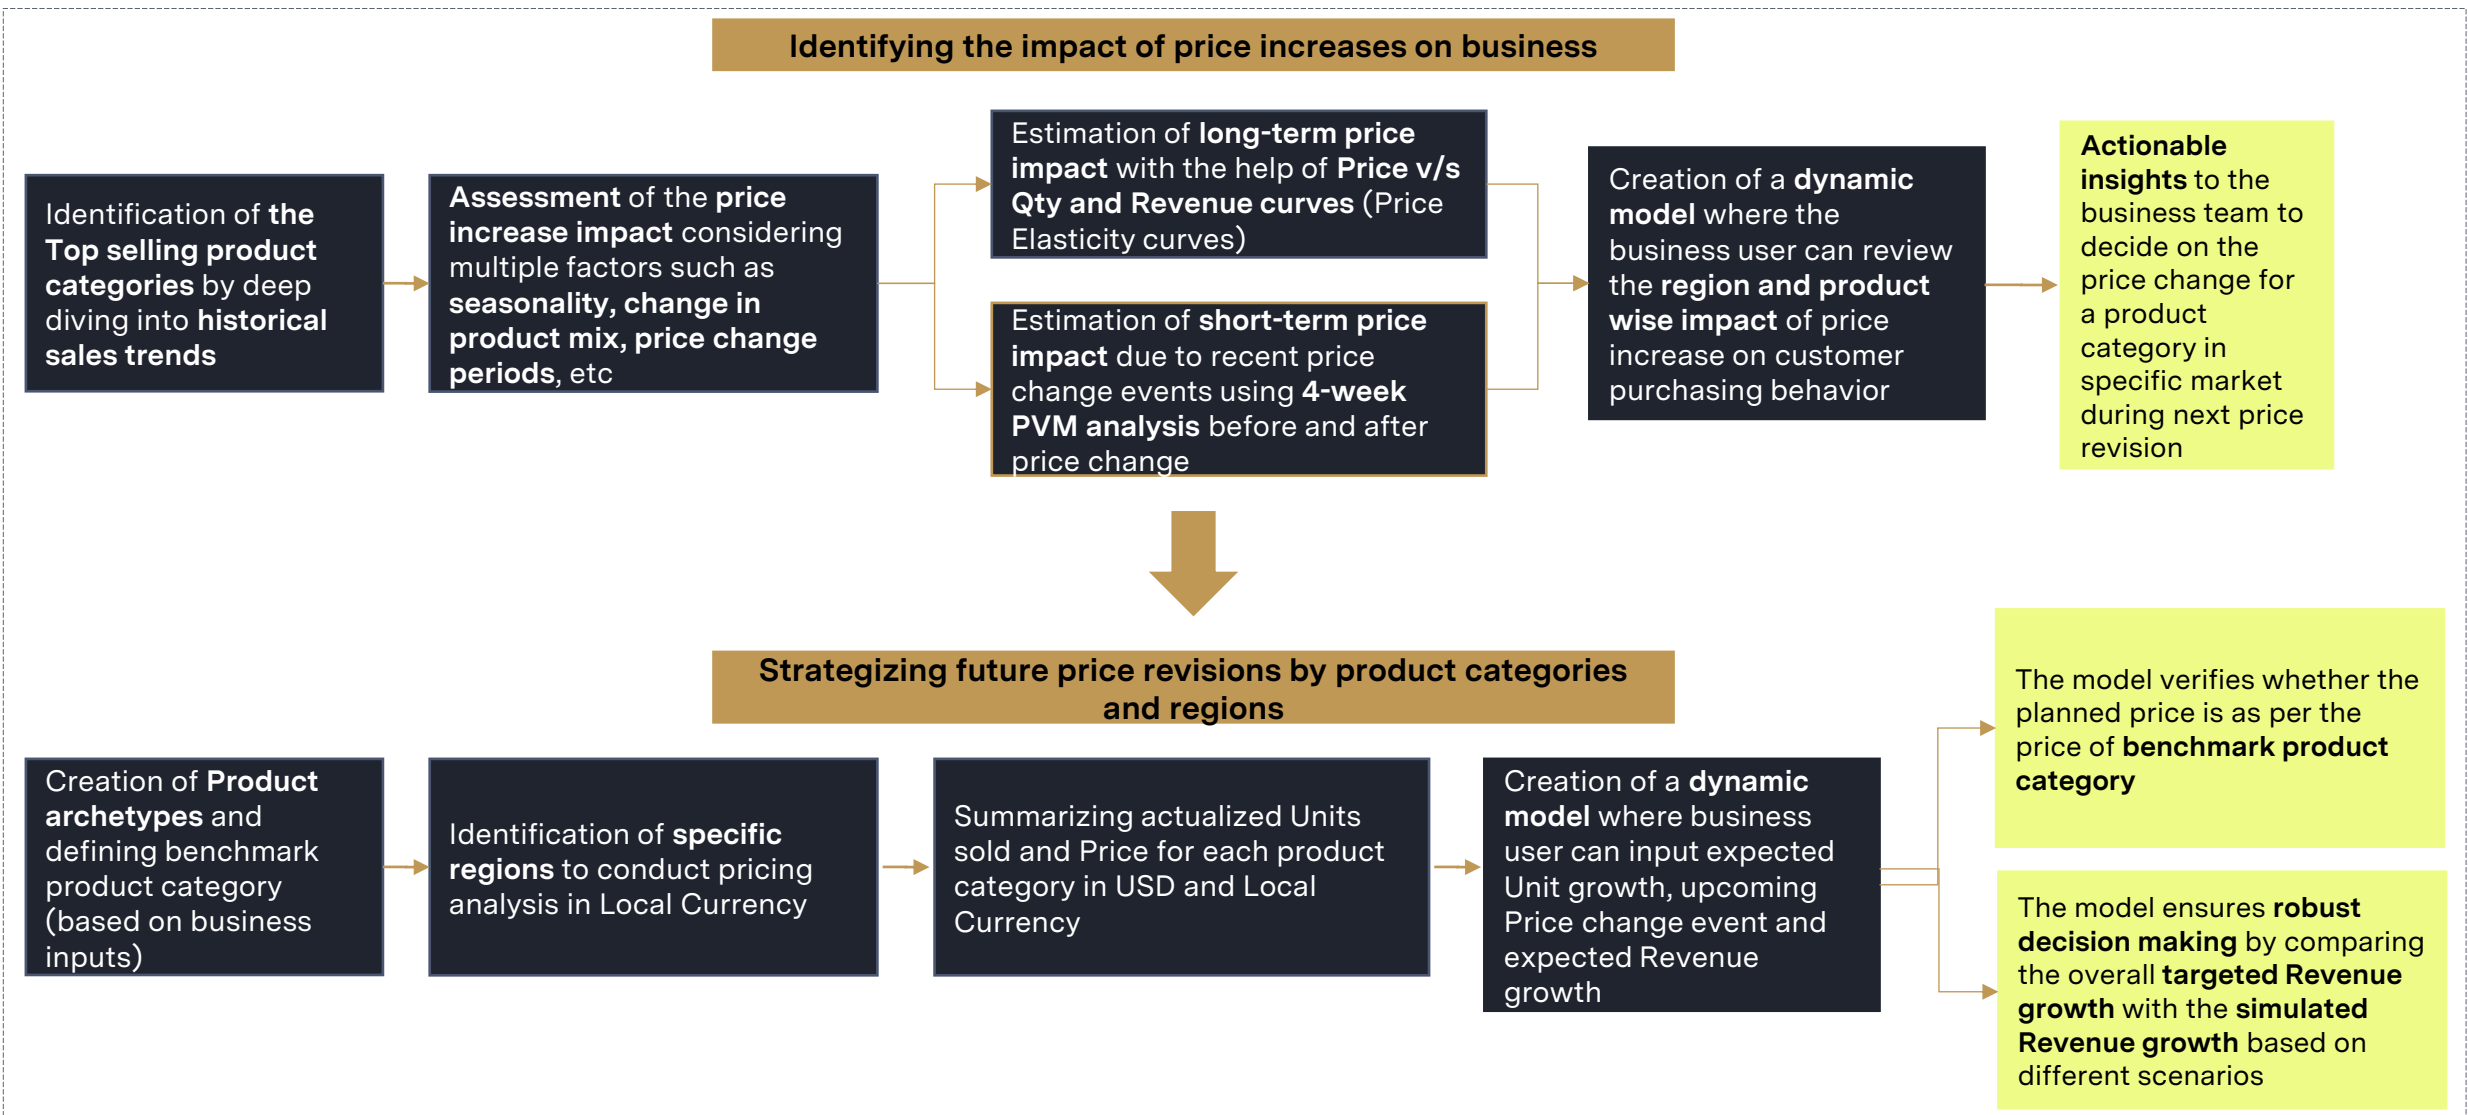 Identifying the impact of price increases on business
Identification of the
Top selling product
categories by deep
diving into historical
sales trends
Assessment of the price
increase impact considering
multiple factors such as
seasonality, change in
product mix, price change
periods, etc
Estimation of long-term price
impact with the help of Price v/s
Qty and Revenue curves (Price
Elasticity curves)
Estimation of short-term price
impact due to recent price
change events using 4-week
PVM analysis before and after
price change
Creation of a dynamic
model where the
business user can review
the region and product
wise impact of price
increase on customer
purchasing behavior
Actionable
insights to the
business team to
decide on the
price change for
a product
category in
specific market
during next price
revision
Strategizing future price revisions by product categories
and regions
Creation of Product
archetypes and
defining benchmark
product category
(based on business
inputs)
Identification of specific
regions to conduct pricing
analysis in Local Currency
Summarizing actualized Units
sold and Price for each product
category in USD and Local
Currency
Creation of a dynamic
model where business
user can input expected
Unit growth, upcoming
Price change event and
expected Revenue
growth
The model verifies whether the
planned price is as per the
price of benchmark product
category
The model ensures robust
decision making by comparing
the overall targeted Revenue
growth with the simulated
Revenue growth based on
different scenarios